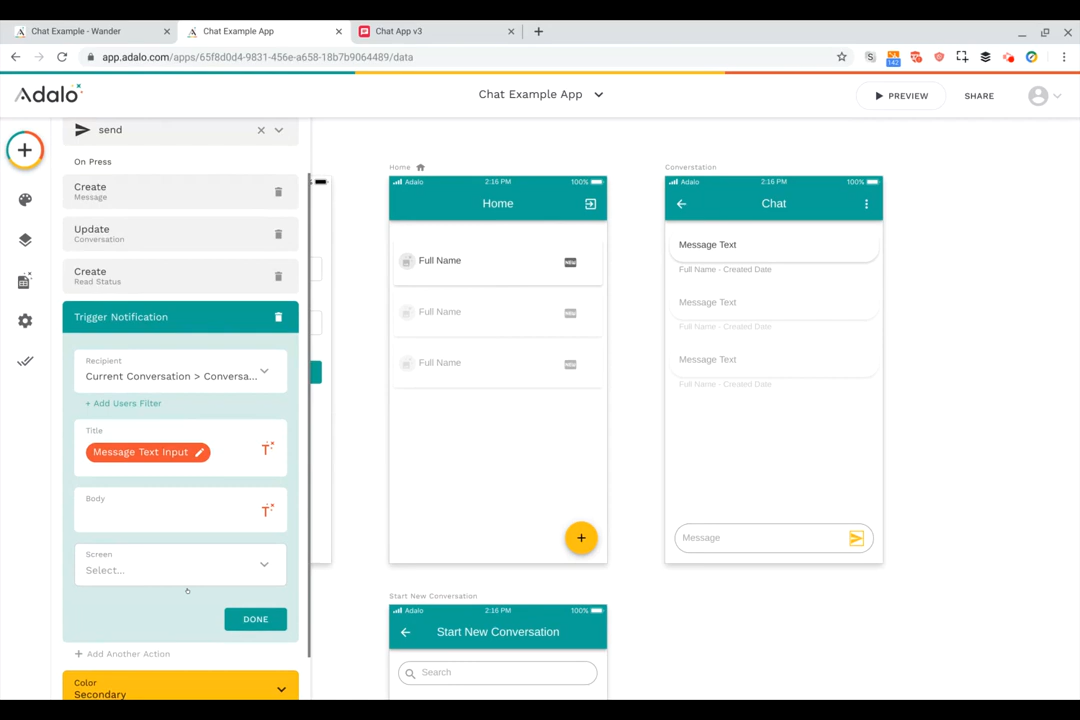 Chat Example - Wander
Chat Example App
Chat App v3
app.adalo.com/apps/65f8d0d4-9831-456e-a658-18b7b9064489/data
142
Adalo
Chat Example App
PREVIEW
SHARE
send
On Press
Create
Message
Update
Conversation
Create
Read Status
Trigger Notification
Recipient
Current Conversation > Conversa...
+ Add Users Filter
Title
Message Text Input
Body
Screen
Select...
DONE
+ Add Another Action
Color
Secondary
Home
Adalo 2:16 PM 100%
Home
Full Name NEW
Full Name NEW
Full Name NEW
+
Converstation
Adalo 2:16 PM 100%
Chat
Message Text
Full Name - Created Date
Message Text
Full Name - Created Date
Message Text
Full Name - Created Date
Message
Start New Conversation
Adalo 2:16 PM 100%
Start New Conversation
Search